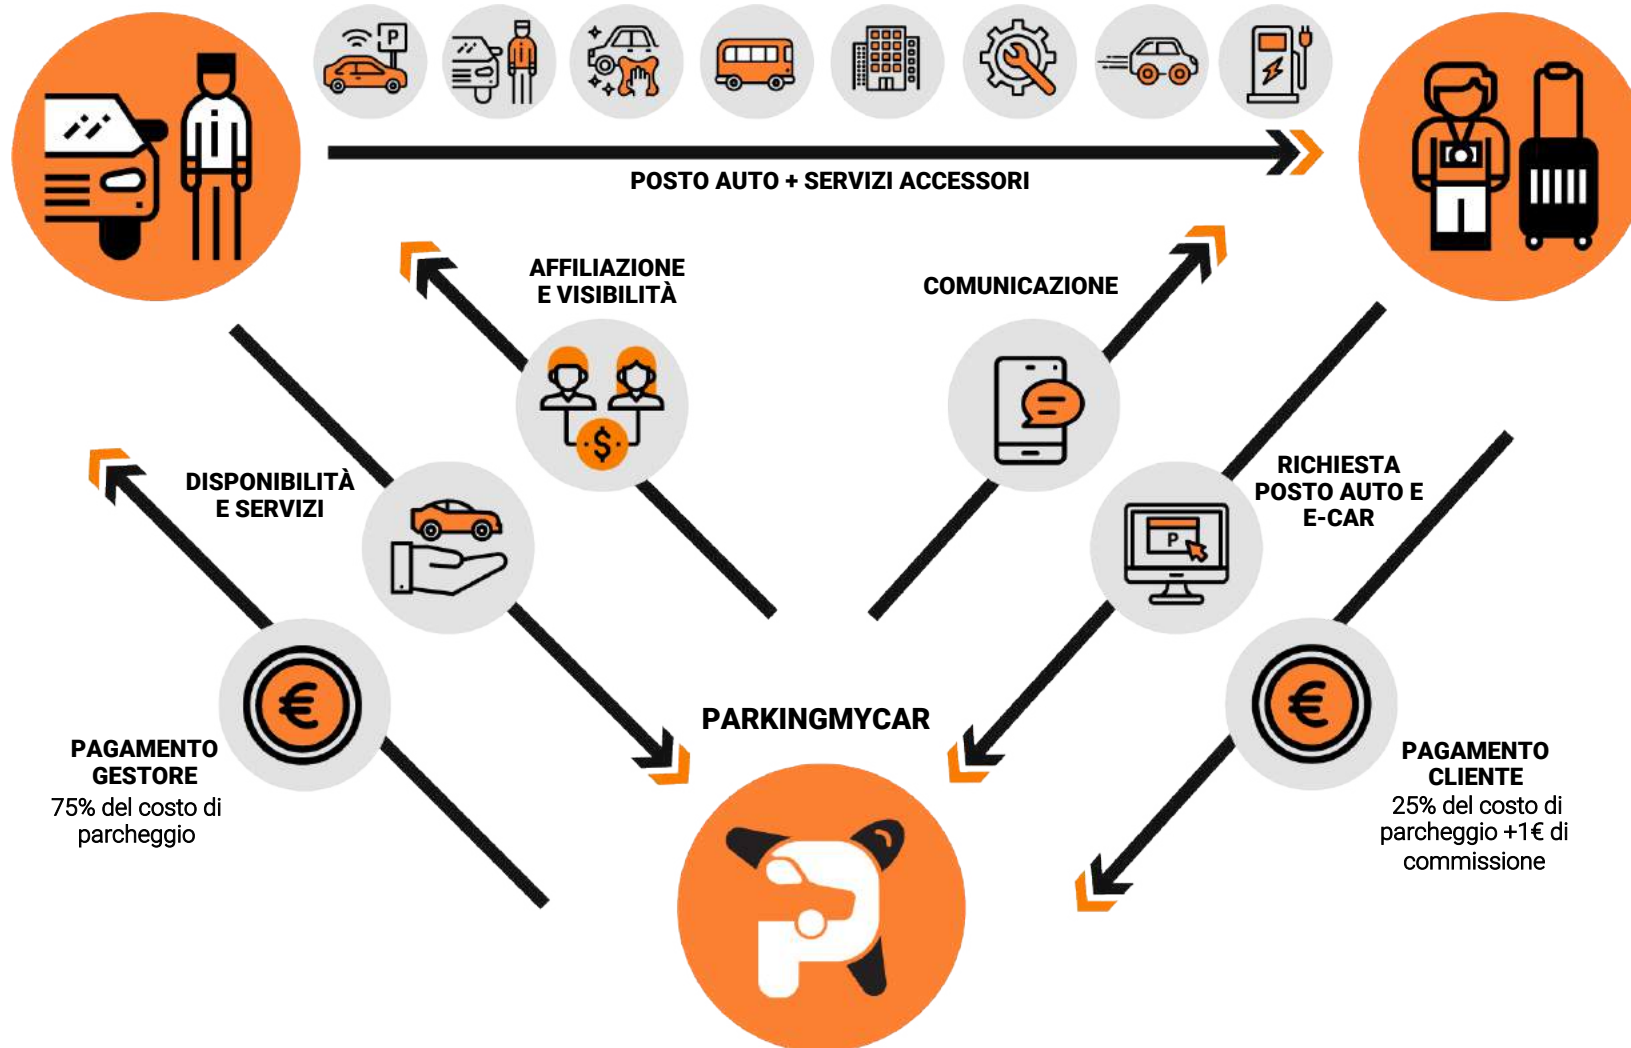 P
POSTO AUTO + SERVIZI ACCESSORI
AFFILIAZIONE
E VISIBILITÀ
COMUNICAZIONE
$
DISPONIBILITÀ
E SERVIZI
RICHIESTA
POSTO AUTO E
E-CAR
P
€
PAGAMENTO
GESTORE
75% del costo di
parcheggio
PARKINGMYCAR
€
PAGAMENTO
CLIENTE
25% del costo di
parcheggio +1€ di
commissione
P